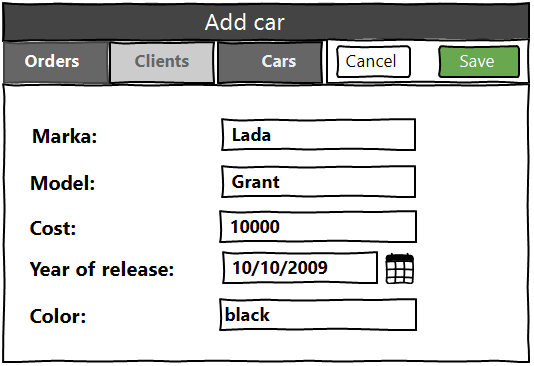 Add car
Orders Clients Cars Cancel Save
Marka: Lada
Model: Grant
Cost: 10000
Year of release: 10/10/2009
Color: black